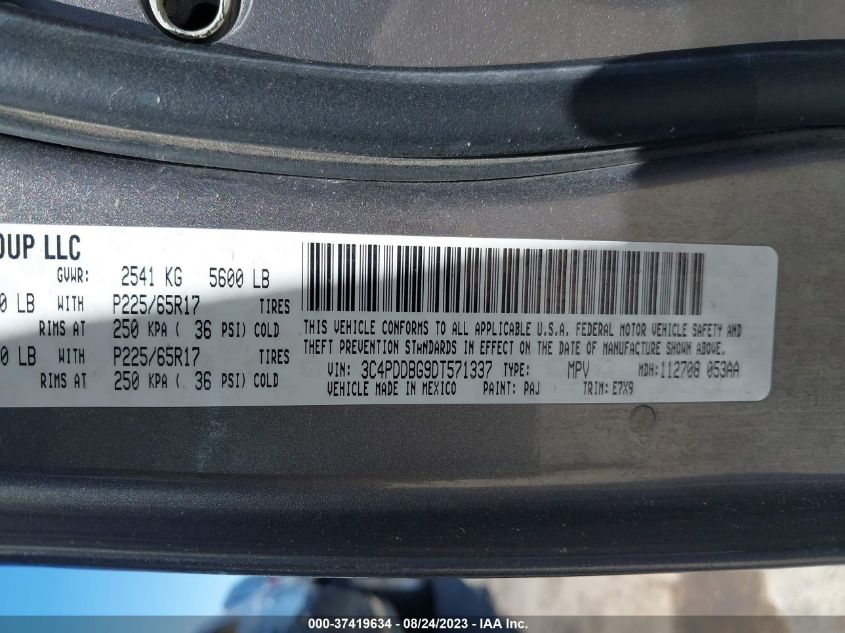 OUP LLC
GVWR: 2541 KG 5600 LB
0 LB WITH P225/65R17 TIRES
RIMS AT 250 KPA ( 36 PSI) COLD
0 LB WITH P225/65R17 TIRES
RIMS AT 250 KPA ( 36 PSI) COLD
THIS VEHICLE CONFORMS TO ALL APPLICABLE U.S.A. FEDERAL MOTOR VEHICLE SAFETY AND
THEFT PREVENTION STANDARDS IN EFFECT ON THE DATE OF MANUFACTURE SHOWN ABOVE.
VIN: 3C4PDDBG9DT571337 TYPE: MPV MDH:112708 053AA
VEHICLE MADE IN MEXICO PAINT: PAJ TRIM: E7X9
000-37419634 - 08/24/2023 - IAA Inc.